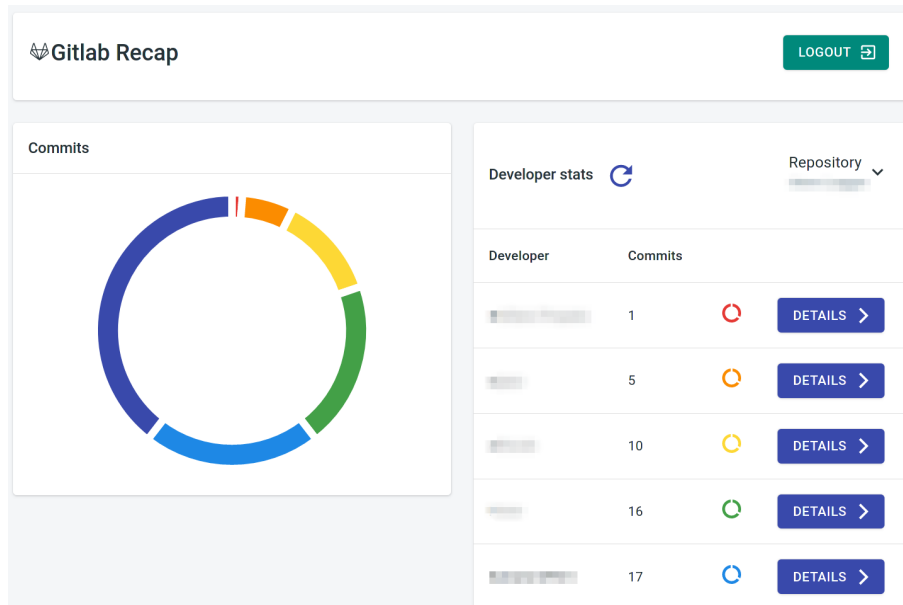 Gitlab Recap
LOGOUT
Commits
Developer stats
Repository
Developer Commits
1 DETAILS
5 DETAILS
10 DETAILS
16 DETAILS
17 DETAILS